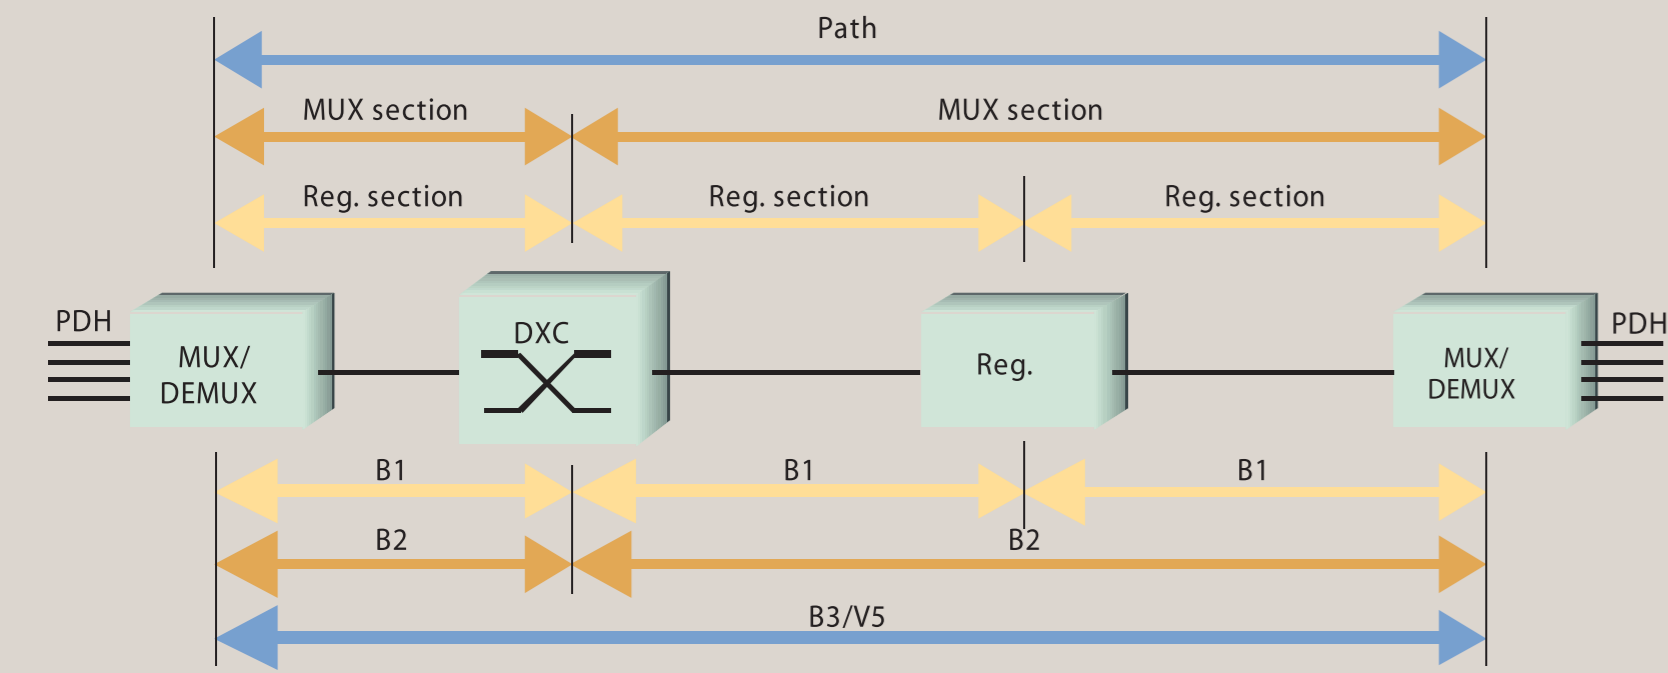 Path
MUX section
MUX section
Reg. section
Reg. section
Reg. section
PDH
MUX/
DEMUX
DXC
Reg.
MUX/
DEMUX
PDH
B1
B1
B1
B2
B2
B3/V5